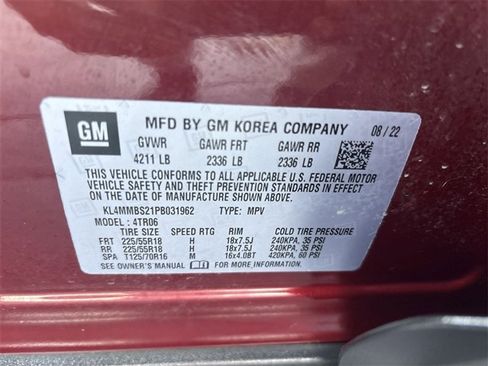 GM
MFD BY GM KOREA COMPANY 08/22
GVWR GAWR FRT GAWR RR
4211 LB 2336 LB 2336 LB
THIS VEHICLE CONFORMS TO ALL APPLICABLE U.S. FEDERAL MOTOR
VEHICLE SAFETY AND THEFT PREVENTION STANDARDS IN EFFECT ON THE
DATE OF MANUFACTURE SHOWN ABOVE.
KL4MMBS21PB031962 TYPE: MPV
MODEL : 4TR06
TIRE SIZE SPEED RTG RIM COLD TIRE PRESSURE
FRT 225/55R18 H 18x7.5J 240KPA, 35 PSI
RR 225/55R18 H 18x7.5J 240KPA, 35 PSI
SPA T125/70R16 M 16x4.0BT 420KPA, 60 PSI
SEE OWNER'S MANUAL FOR MORE INFORMATION